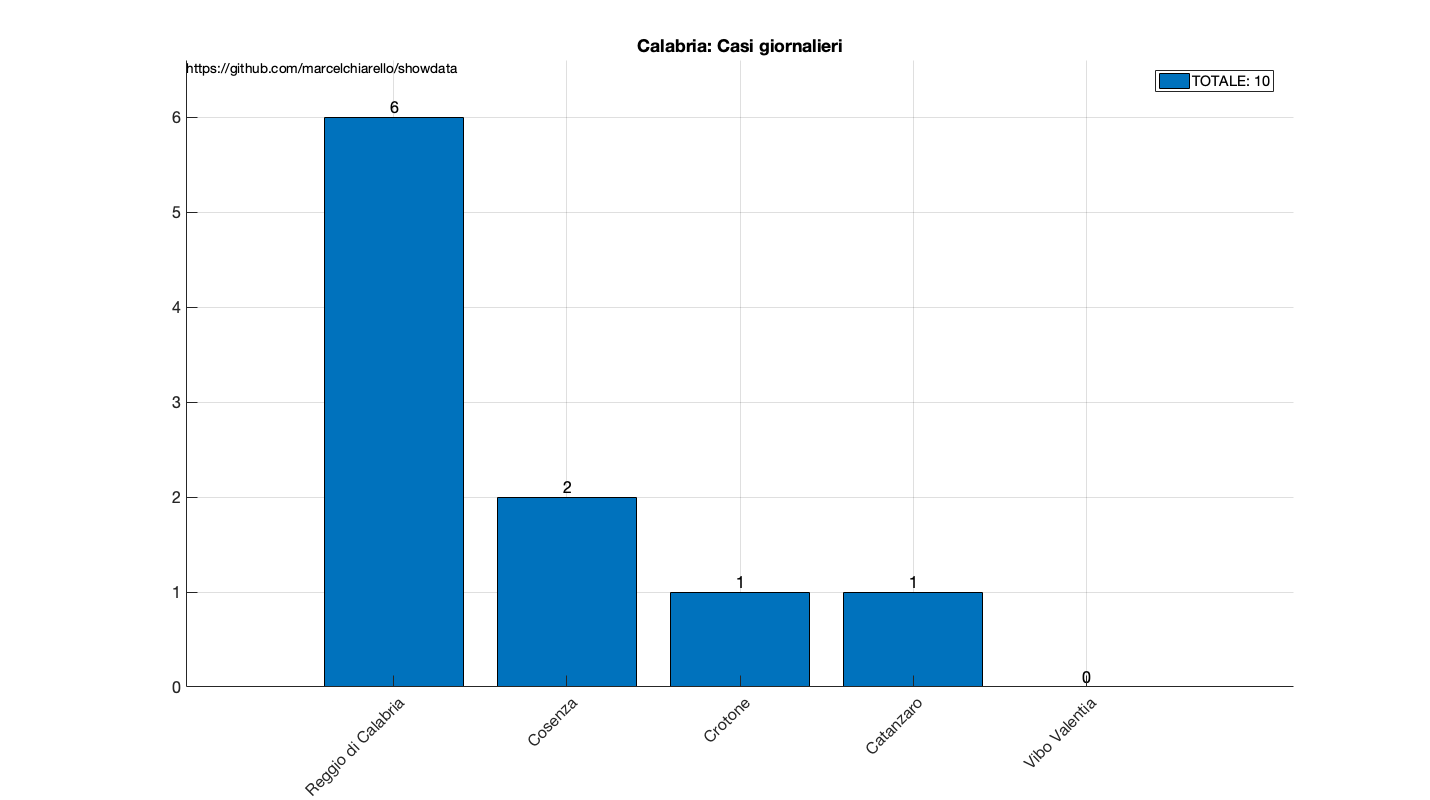 Calabria: Casi giornalieri
https://github.com/marcelchiarello/showdata
TOTALE: 10
6
5
4
3
2
1
0
6
2
1
1
0
Reggio di Calabria
Cosenza
Crotone
Catanzaro
Vibo Valentia